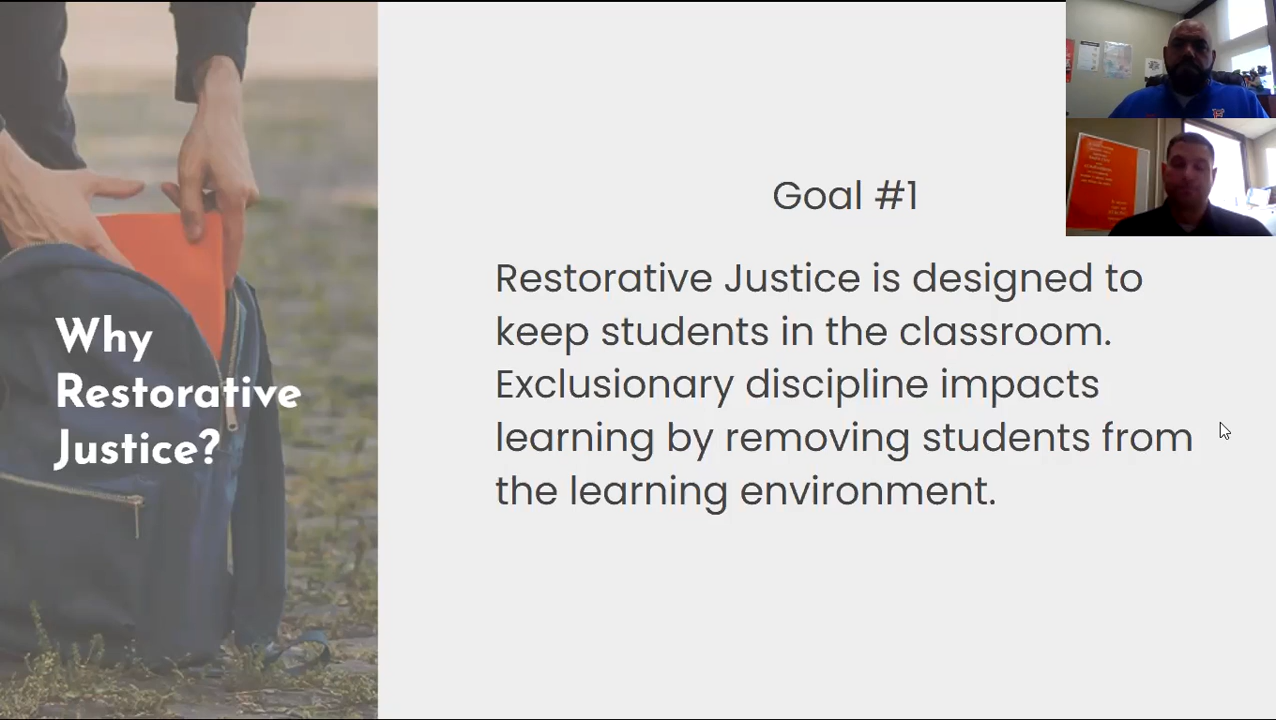 Why
Restorative
Justice?
Goal #1
Restorative Justice is designed to
keep students in the classroom.
Exclusionary discipline impacts
learning by removing students from
the learning environment.